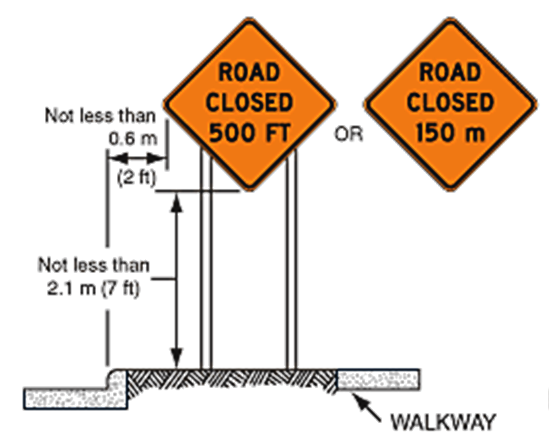 ROAD
CLOSED
500 FT
OR
ROAD
CLOSED
150 m
Not less than
0.6 m
(2 ft)
Not less than
2.1 m (7 ft)
WALKWAY